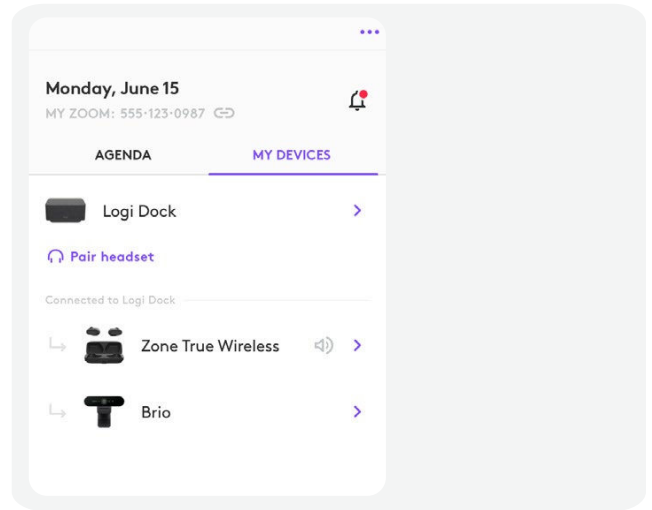 Monday, June 15
MY ZOOM: 555·123·0987
AGENDA MY DEVICES
Logi Dock
Pair headset
Connected to Logi Dock
Zone True Wireless
Brio